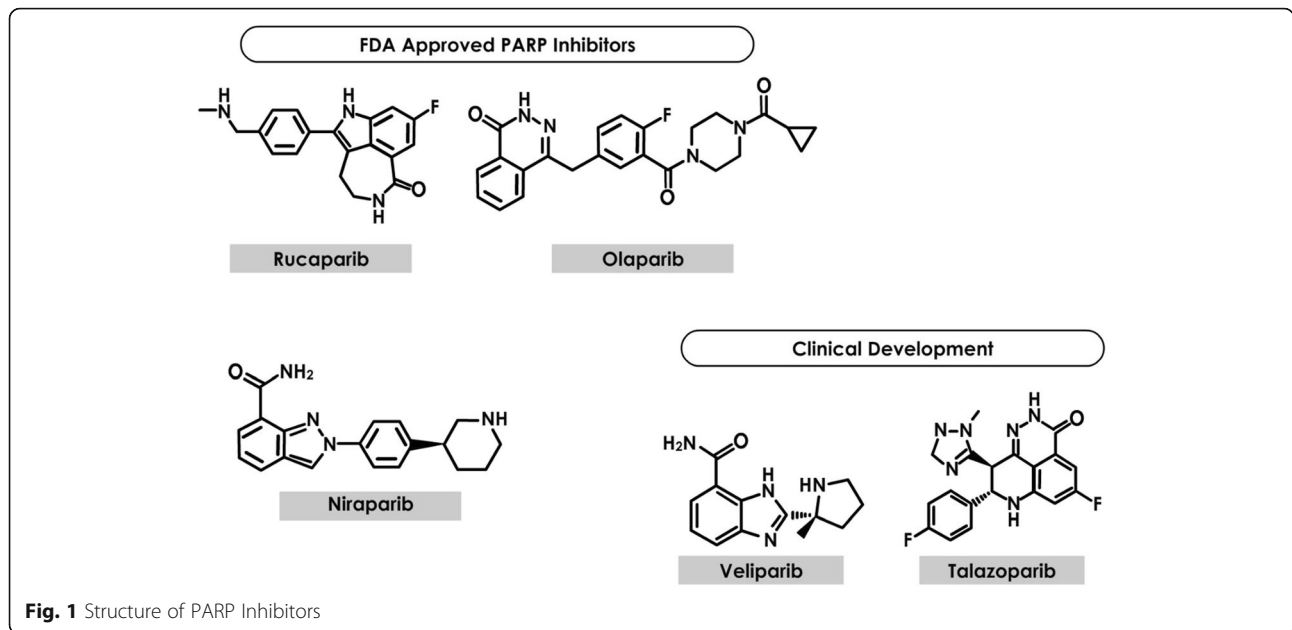 FDA Approved PARP Inhibitors
H
N
H
N
F
O
N
H
O
H
N
N
F
O
N
N
O
Rucaparib
Olaparib
Clinical Development
O
NH₂
N
N
NH
Niraparib
H₂N
O
H
N
N
HN
Veliparib
H
N
N
O
N
N
N
N
H
F
F
Talazoparib
Fig. 1 Structure of PARP Inhibitors